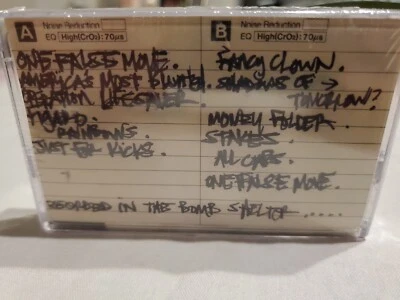 A Noise Reduction
EQ High(CrO₂): 70μs
ONE FALSE MOVE.
AMERICA'S MOST BLUNTED.
OPERATION LIFESAVER.
FIGARO.
RAINBOWS.
JUST FOR KICKS.
B Noise Reduction
EQ High(CrO₂): 70μs
FANCY CLOWN.
SHADOWS OF →
TOMORROW?
MONEY FOLDER.
STAKES.
ALL CAPS.
ONE FALSE MOVE.
RECORDED IN THE BOMB SHELTER .....